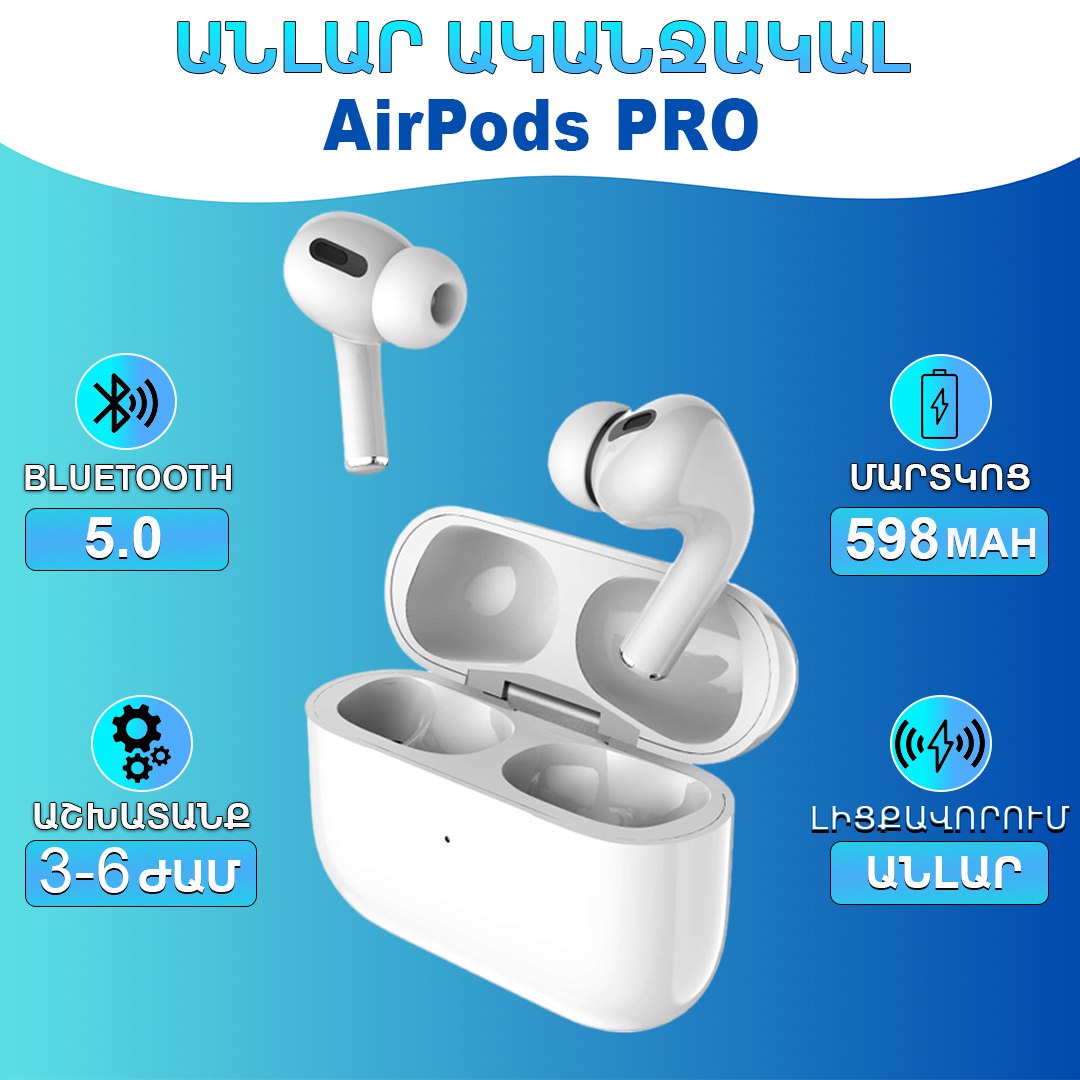 ԱՆԼԱՐ ԱԿԱՆՋԱԿԱԼ
AirPods PRO
BLUETOOTH
5.0
ՄԱՐՏԿՈՑ
598 MAH
ԱՇԽԱՏԱՆՔ
3-6 ԺԱՄ
ԼԻՑՔԱՎՈՐՈՒՄ
ԱՆԼԱՐ